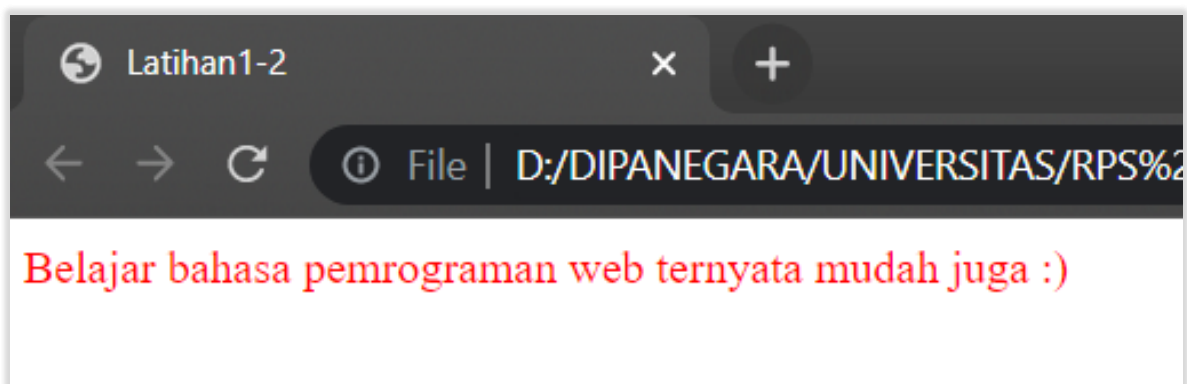 Latihan1-2
File | D:/DIPANEGARA/UNIVERSITAS/RPS%2
Belajar bahasa pemrograman web ternyata mudah juga :)